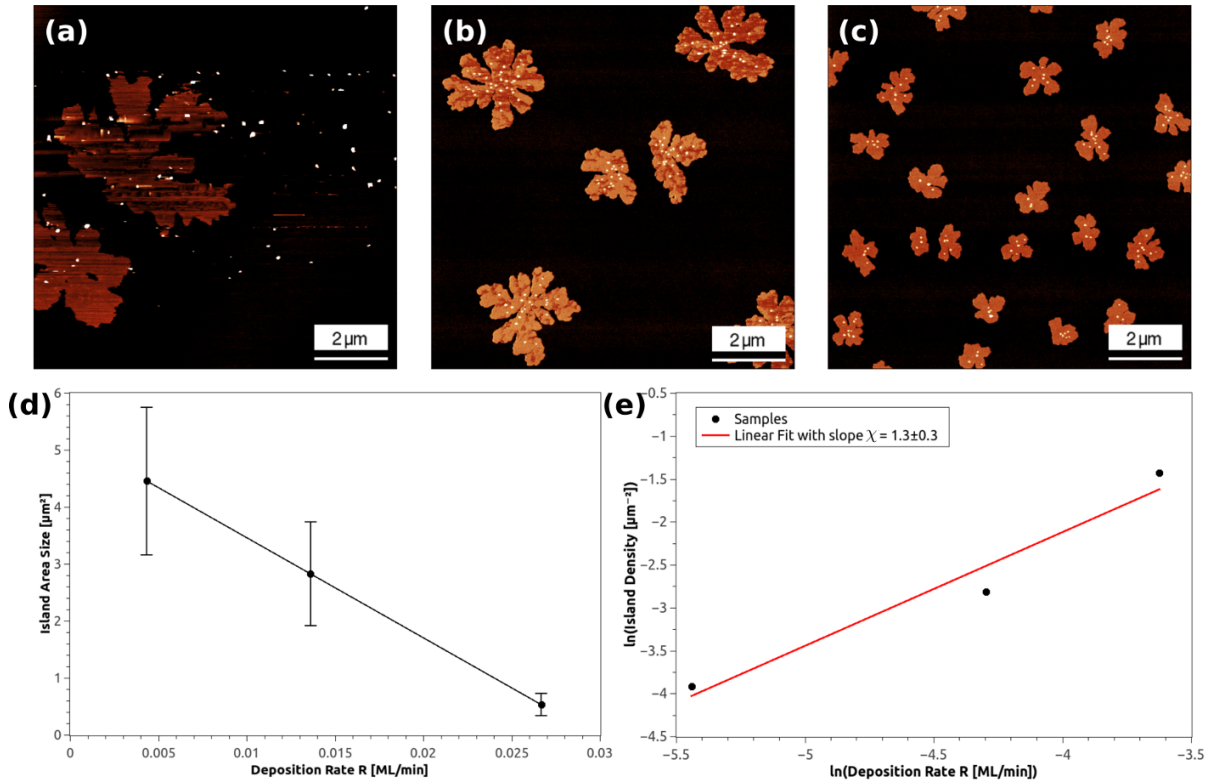 (a)
2 µm
(b)
2 µm
(c)
2 µm
(d)
Island Area Size [µm²]
6
5
4
3
2
1
0
0
0.005
0.01
0.015
0.02
0.025
0.03
Deposition Rate R [ML/min]
(e)
ln(Island Density [µm⁻²])
−0.5
−1
−1.5
−2
−2.5
−3
−3.5
−4
−4.5
Samples
Linear Fit with slope χ = 1.3±0.3
−5.5
−5
−4.5
−4
−3.5
ln(Deposition Rate R [ML/min])